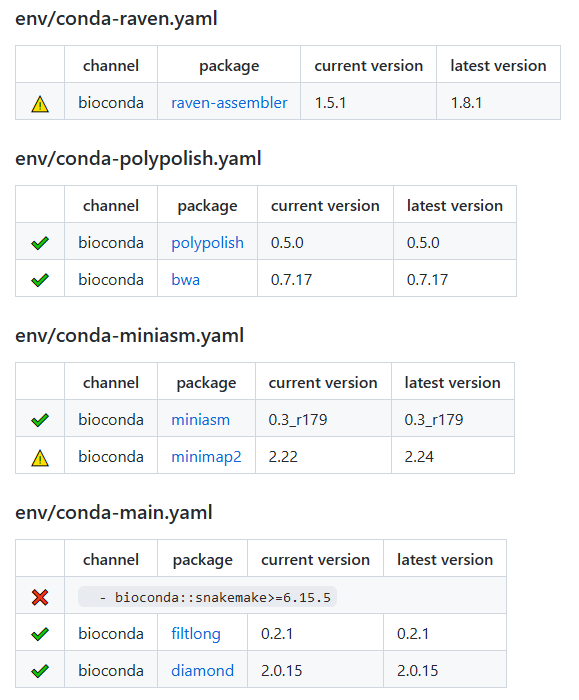 env/conda-raven.yaml
channel package current version latest version
bioconda raven-assembler 1.5.1 1.8.1
env/conda-polypolish.yaml
channel package current version latest version
bioconda polypolish 0.5.0 0.5.0
bioconda bwa 0.7.17 0.7.17
env/conda-miniasm.yaml
channel package current version latest version
bioconda miniasm 0.3_r179 0.3_r179
bioconda minimap2 2.22 2.24
env/conda-main.yaml
channel package current version latest version
- bioconda::snakemake>=6.15.5
bioconda filtlong 0.2.1 0.2.1
bioconda diamond 2.0.15 2.0.15